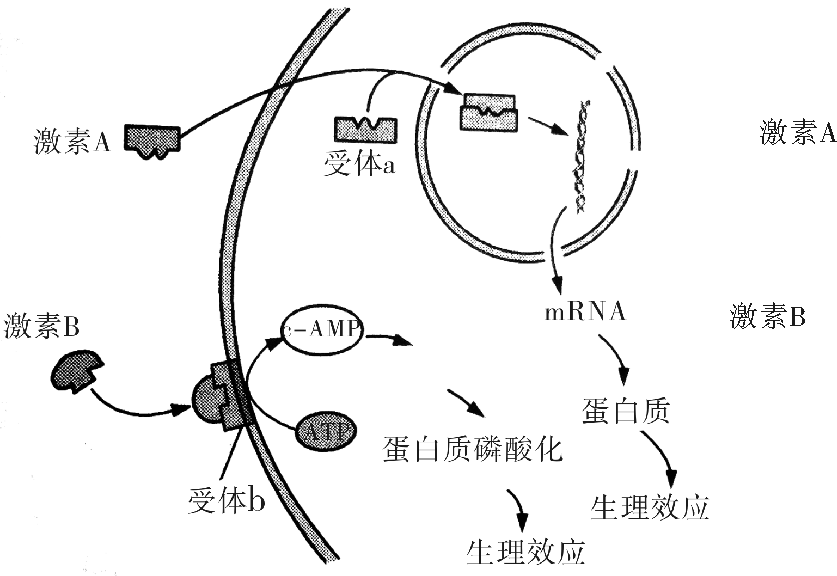 激素A
受体a
激素A
激素B
c-AMP
mRNA
激素B
ATP
蛋白质
蛋白质磷酸化
受体b
生理效应
生理效应